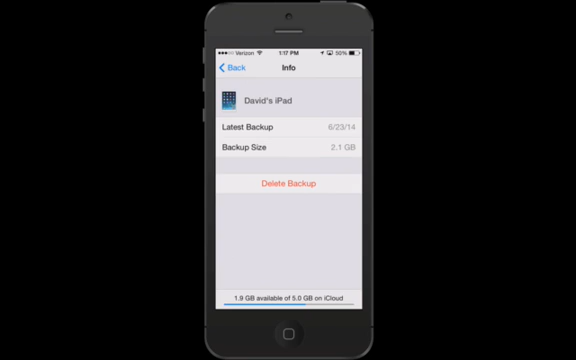 Verizon 1:17 PM 50%
Back Info
David's iPad
Latest Backup 6/23/14
Backup Size 2.1 GB
Delete Backup
1.9 GB available of 5.0 GB on iCloud